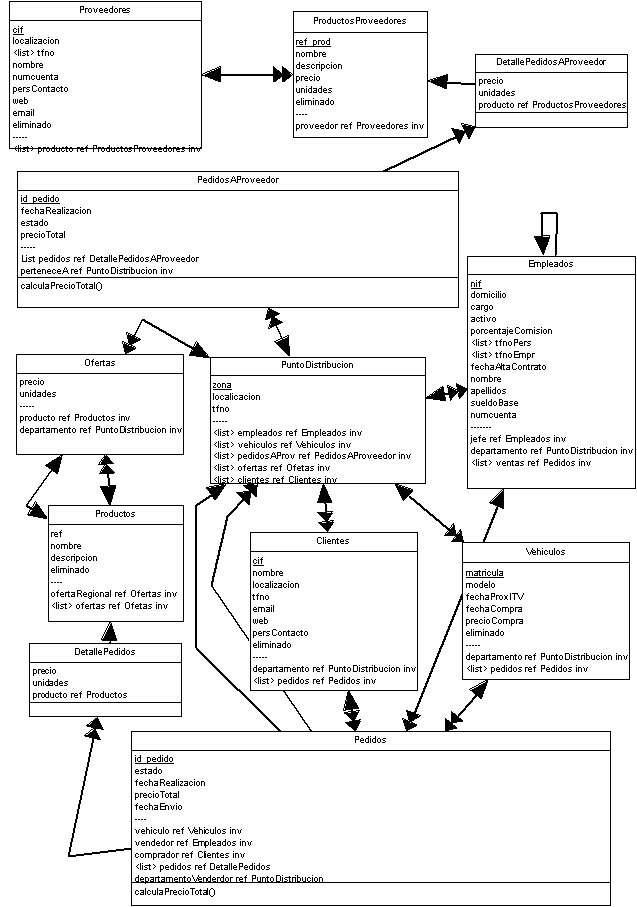 Proveedores
cif
localizacion
<list> tfno
nombre
numcuenta
persContacto
web
email
eliminado
-----
<list> producto ref ProductosProveedores inv
ProductosProveedores
ref_prod
nombre
descripcion
precio
unidades
eliminado
----
proveedor ref Proveedores inv
DetallePedidosAProveedor
precio
unidades
producto ref ProductosProveedores
PedidosAProveedor
id_pedido
fechaRealizacion
estado
precioTotal
-----
List pedidos ref DetallePedidosAProveedor
perteneceA ref PuntoDistribucion inv
calculaPrecioTotal()
Empleados
nif
domicilio
cargo
activo
porcentajeComision
<list> tfnoPers
<list> tfnoEmpr
fechaAltaContrato
nombre
apellidos
sueldoBase
numcuenta
-------
jefe ref Empleados inv
departamento ref PuntoDistribucion inv
<list> ventas ref Pedidos inv
Ofertas
precio
unidades
-----
producto ref Productos inv
departamento ref PuntoDistribucion inv
PuntoDistribucion
zona
localicacion
tfno
-----
<list> empleados ref Empleados inv
<list> vehiculos ref Vehiculos inv
<list> pedidosAProv ref PedidosAProveedor inv
<list> ofertas ref Ofetas inv
<list> clientes ref Clientes inv
Productos
ref
nombre
descripcion
eliminado
----
ofertaRegional ref Ofertas inv
<list> ofertas ref Ofetas inv
Clientes
cif
nombre
localizacion
tfno
email
web
persContacto
eliminado
-----
departamento ref PuntoDistribucion inv
<list> pedidos ref Pedidos inv
Vehiculos
matricula
modelo
fechaProxITV
fechaCompra
precioCompra
eliminado
-----
departamento ref PuntoDistribucion inv
<list> pedidos ref Pedidos inv
DetallePedidos
precio
unidades
producto ref Productos
Pedidos
id_pedido
estado
fechaRealizacion
precioTotal
fechaEnvio
----
vehiculo ref Vehiculos inv
vendedor ref Empleados inv
comprador ref Clientes inv
<list> pedidos ref DetallePedidos
departamentoVenderdor ref PuntoDistribucion
calculaPrecioTotal()